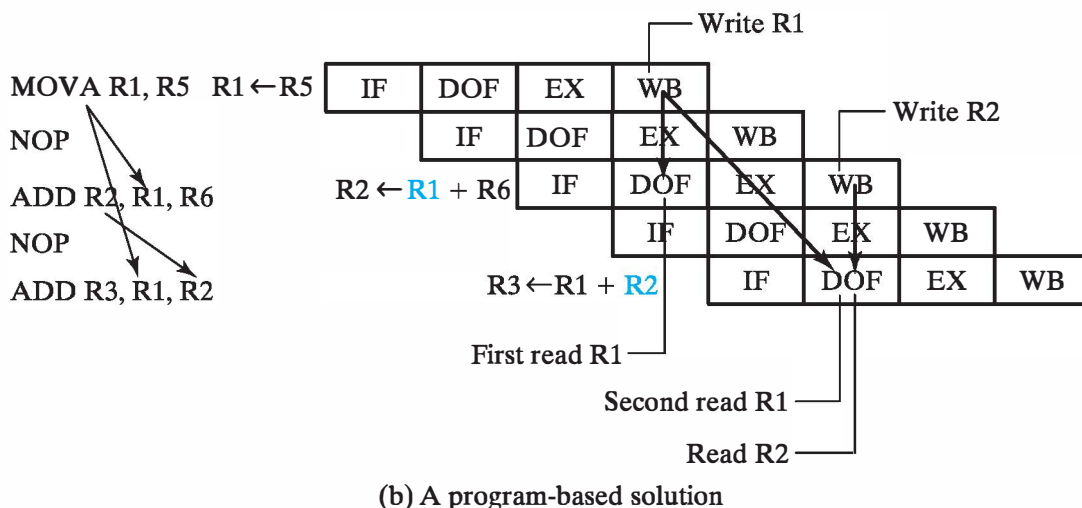 Write R1
MOVA R1, R5 R1←R5 IF DOF EX WB
Write R2
NOP IF DOF EX WB
ADD R2, R1, R6 R2←R1 + R6 IF DOF EX WB
NOP IF DOF EX WB
ADD R3, R1, R2 R3←R1 + R2 IF DOF EX WB
First read R1
Second read R1
Read R2
(b) A program-based solution